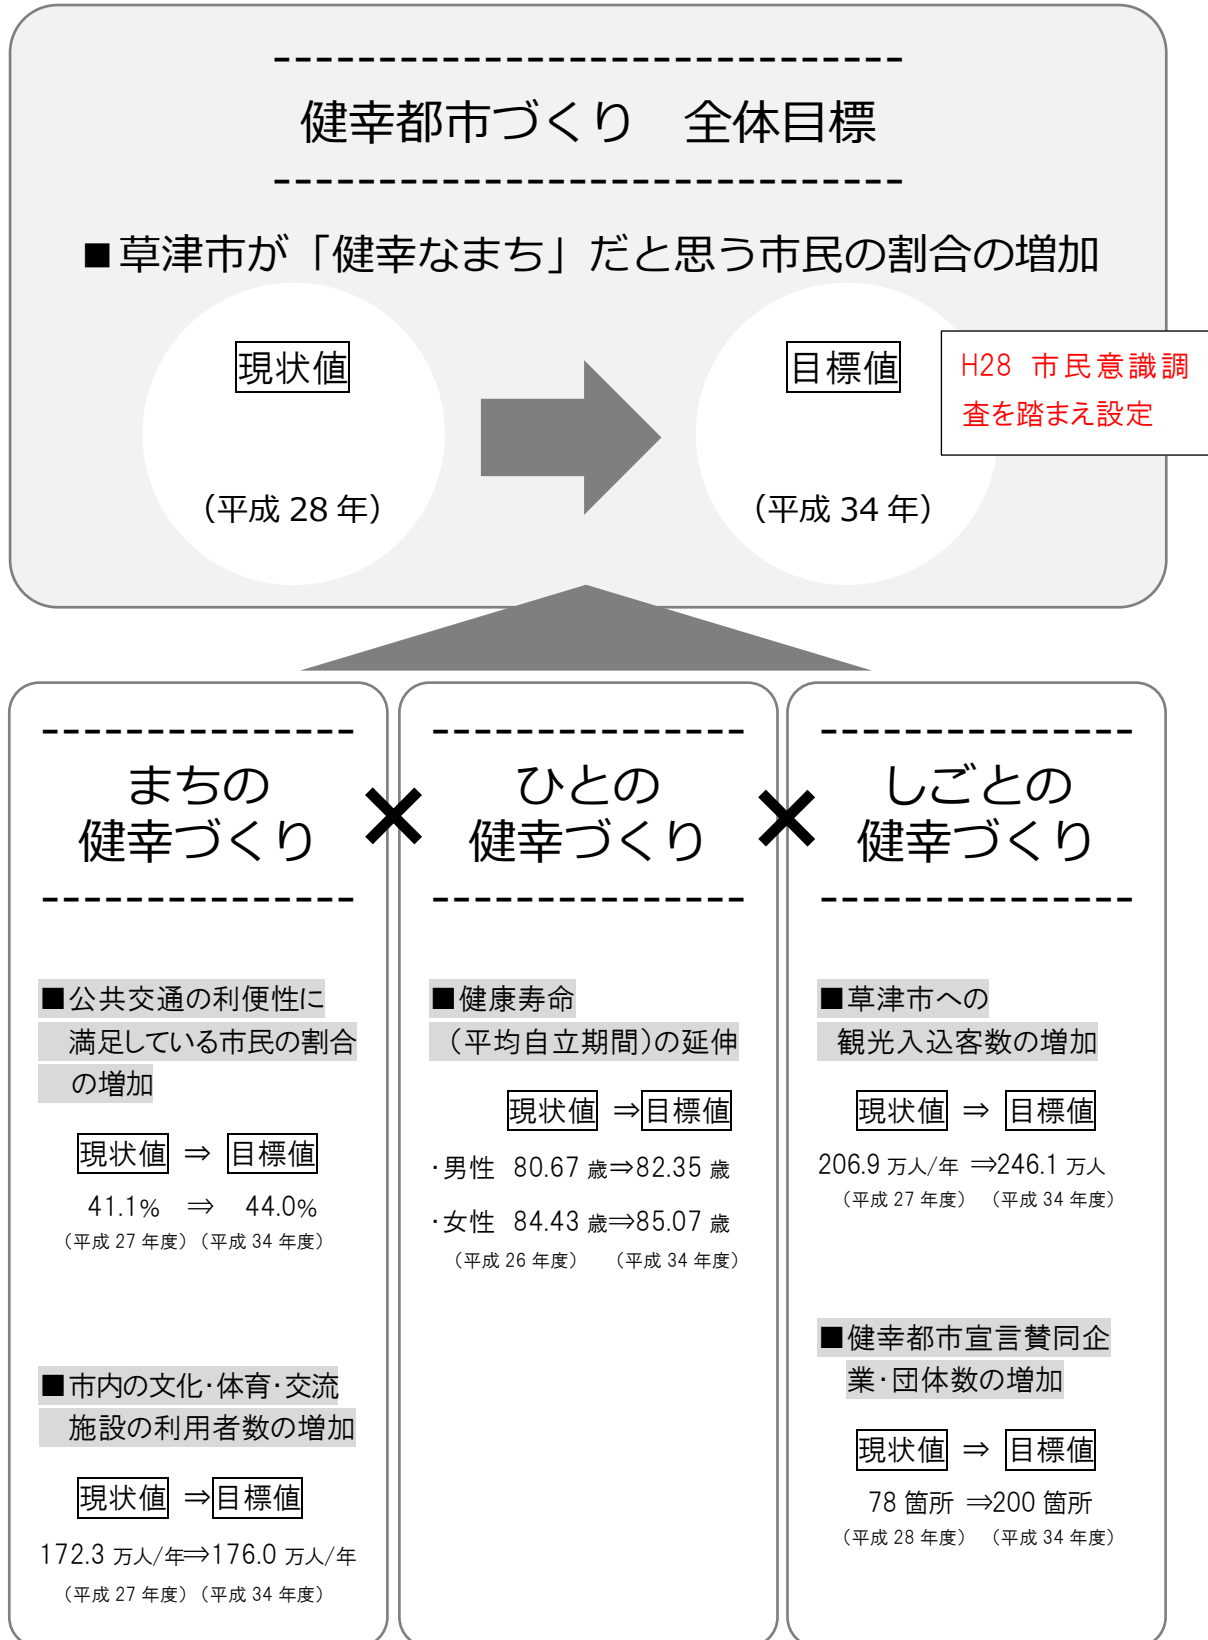 健幸都市づくり　全体目標
■草津市が「健幸なまち」だと思う市民の割合の増加
現状値
目標値
H28 市民意識調
査を踏まえ設定
（平成 28 年）
（平成 34 年）
まちの
健幸づくり
×
ひとの
健幸づくり
×
しごとの
健幸づくり
■公共交通の利便性に
満足している市民の割合
の増加
現状値 ⇒ 目標値
41.1% ⇒ 44.0%
（平成 27 年度）（平成 34 年度）
■市内の文化・体育・交流
施設の利用者数の増加
現状値 ⇒目標値
172.3 万人/年⇒176.0 万人/年
（平成 27 年度）（平成 34 年度）
■健康寿命
（平均自立期間）の延伸
現状値 ⇒目標値
・男性 80.67 歳⇒82.35 歳
・女性 84.43 歳⇒85.07 歳
（平成 26 年度） （平成 34 年度）
■草津市への
観光入込客数の増加
現状値 ⇒ 目標値
206.9 万人/年 ⇒246.1 万人
（平成 27 年度） （平成 34 年度）
■健幸都市宣言賛同企
業・団体数の増加
現状値 ⇒ 目標値
78 箇所 ⇒200 箇所
（平成 28 年度） （平成 34 年度）